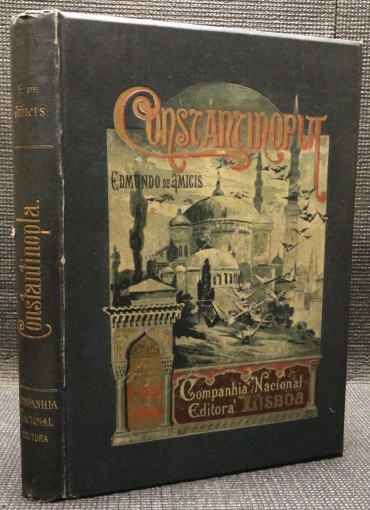 E DE
AMICIS
Constantinopla.
COMPANHIA
NACIONAL
EDITORA
CONSTANTINOPLA
EDMUNDO DE AMICIS
Companhia Nacional
Editora LISBOA